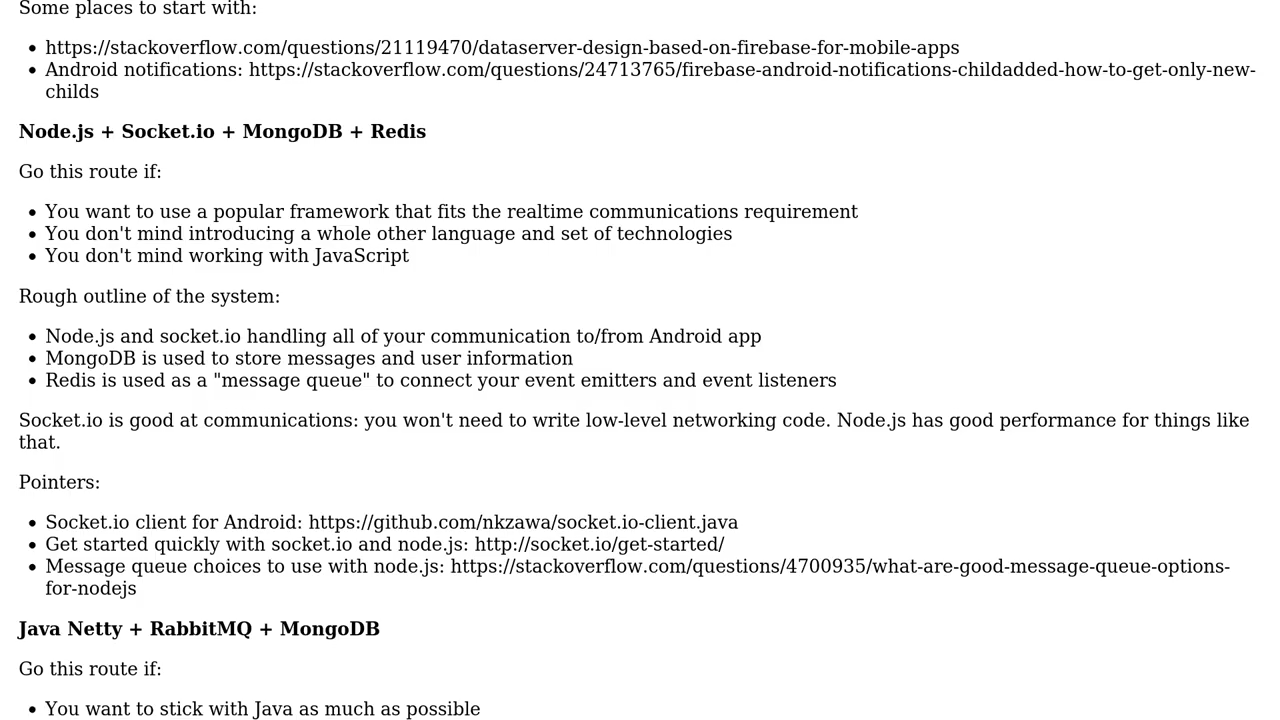 Some places to start with:
• https://stackoverflow.com/questions/21119470/dataserver-design-based-on-firebase-for-mobile-apps
• Android notifications: https://stackoverflow.com/questions/24713765/firebase-android-notifications-childadded-how-to-get-only-new-
childs
Node.js + Socket.io + MongoDB + Redis
Go this route if:
• You want to use a popular framework that fits the realtime communications requirement
• You don't mind introducing a whole other language and set of technologies
• You don't mind working with JavaScript
Rough outline of the system:
• Node.js and socket.io handling all of your communication to/from Android app
• MongoDB is used to store messages and user information
• Redis is used as a "message queue" to connect your event emitters and event listeners
Socket.io is good at communications: you won't need to write low-level networking code. Node.js has good performance for things like
that.
Pointers:
• Socket.io client for Android: https://github.com/nkzawa/socket.io-client.java
• Get started quickly with socket.io and node.js: http://socket.io/get-started/
• Message queue choices to use with node.js: https://stackoverflow.com/questions/4700935/what-are-good-message-queue-options-
for-nodejs
Java Netty + RabbitMQ + MongoDB
Go this route if:
• You want to stick with Java as much as possible